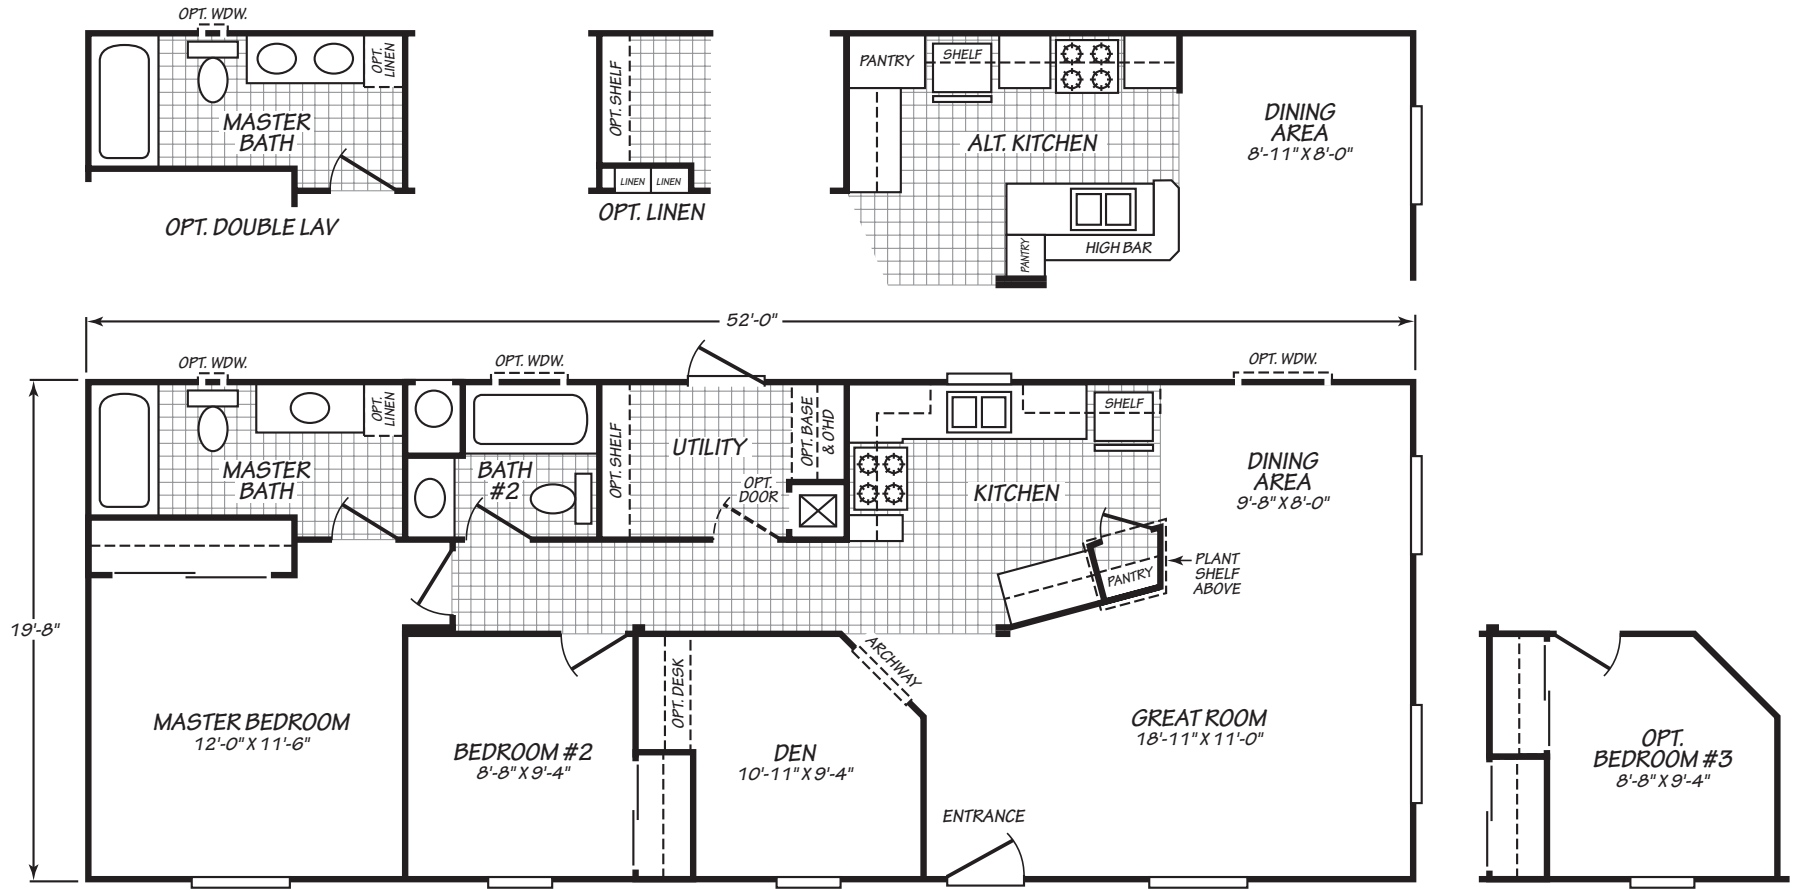 OPT. WDW.
OPT.
LINEN
MASTER
BATH
OPT. DOUBLE LAV
OPT. SHELF
LINEN
LINEN
OPT. LINEN
PANTRY
SHELF
ALT. KITCHEN
DINING
AREA
8'-11" X 8'-0"
HIGH BAR
PANTRY
52'-0"
OPT. WDW.
OPT. WDW.
OPT. WDW.
19'-8"
OPT.
LINEN
MASTER
BATH
BATH
#2
OPT. SHELF
UTILITY
OPT. BASE
& O'HD
OPT.
DOOR
SHELF
KITCHEN
DINING
AREA
9'-8" X 8'-0"
PANTRY
PLANT
SHELF
ABOVE
ARCHWAY
OPT. DESK
MASTER BEDROOM
12'-0" X 11'-6"
BEDROOM #2
8'-8" X 9'-4"
DEN
10'-11" X 9'-4"
GREAT ROOM
18'-11" X 11'-0"
ENTRANCE
OPT.
BEDROOM #3
8'-8" X 9'-4"